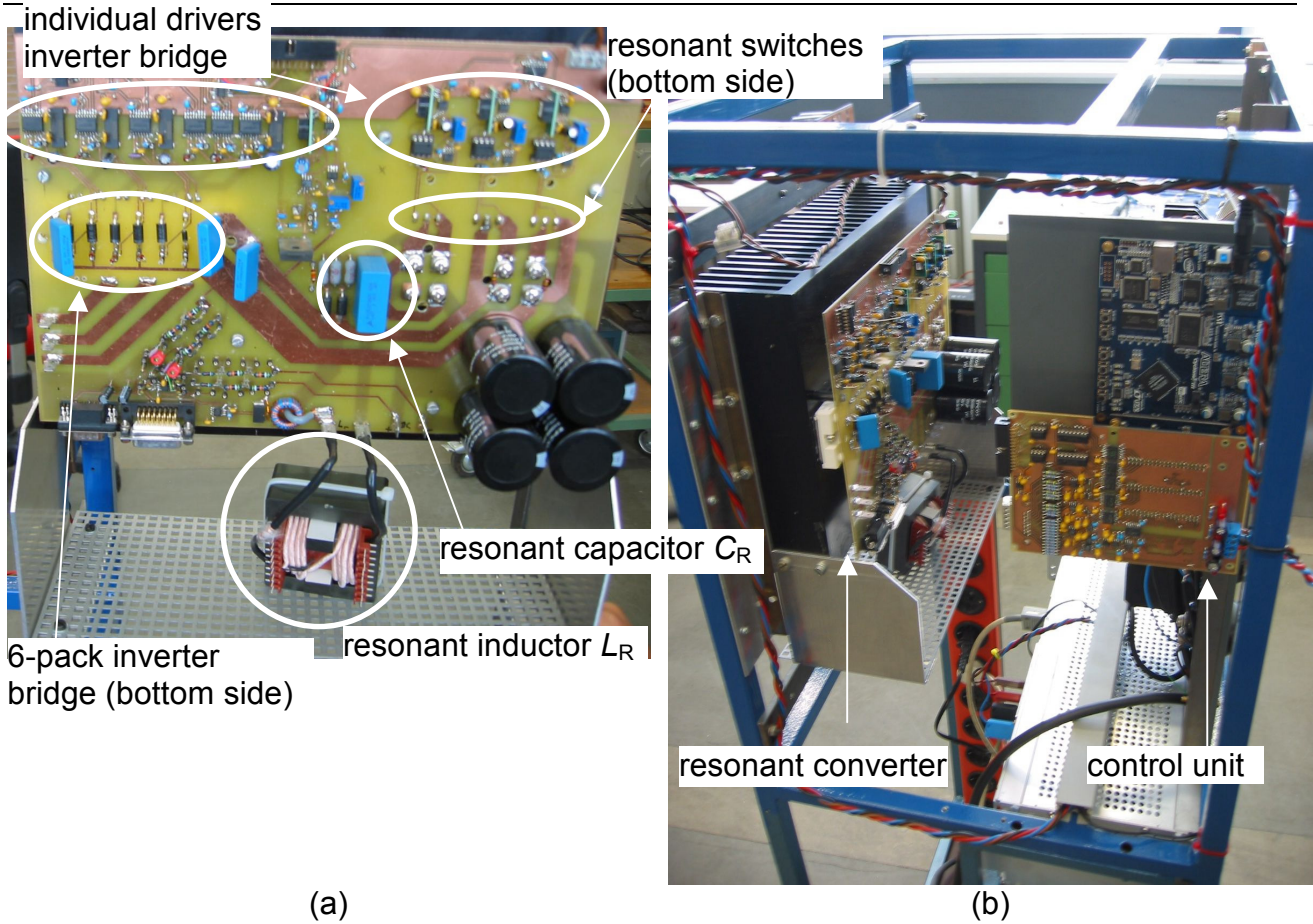 individual drivers
inverter bridge
resonant switches
(bottom side)
resonant capacitor CR
resonant inductor LR
6-pack inverter
bridge (bottom side)
resonant converter
control unit
(a)
(b)